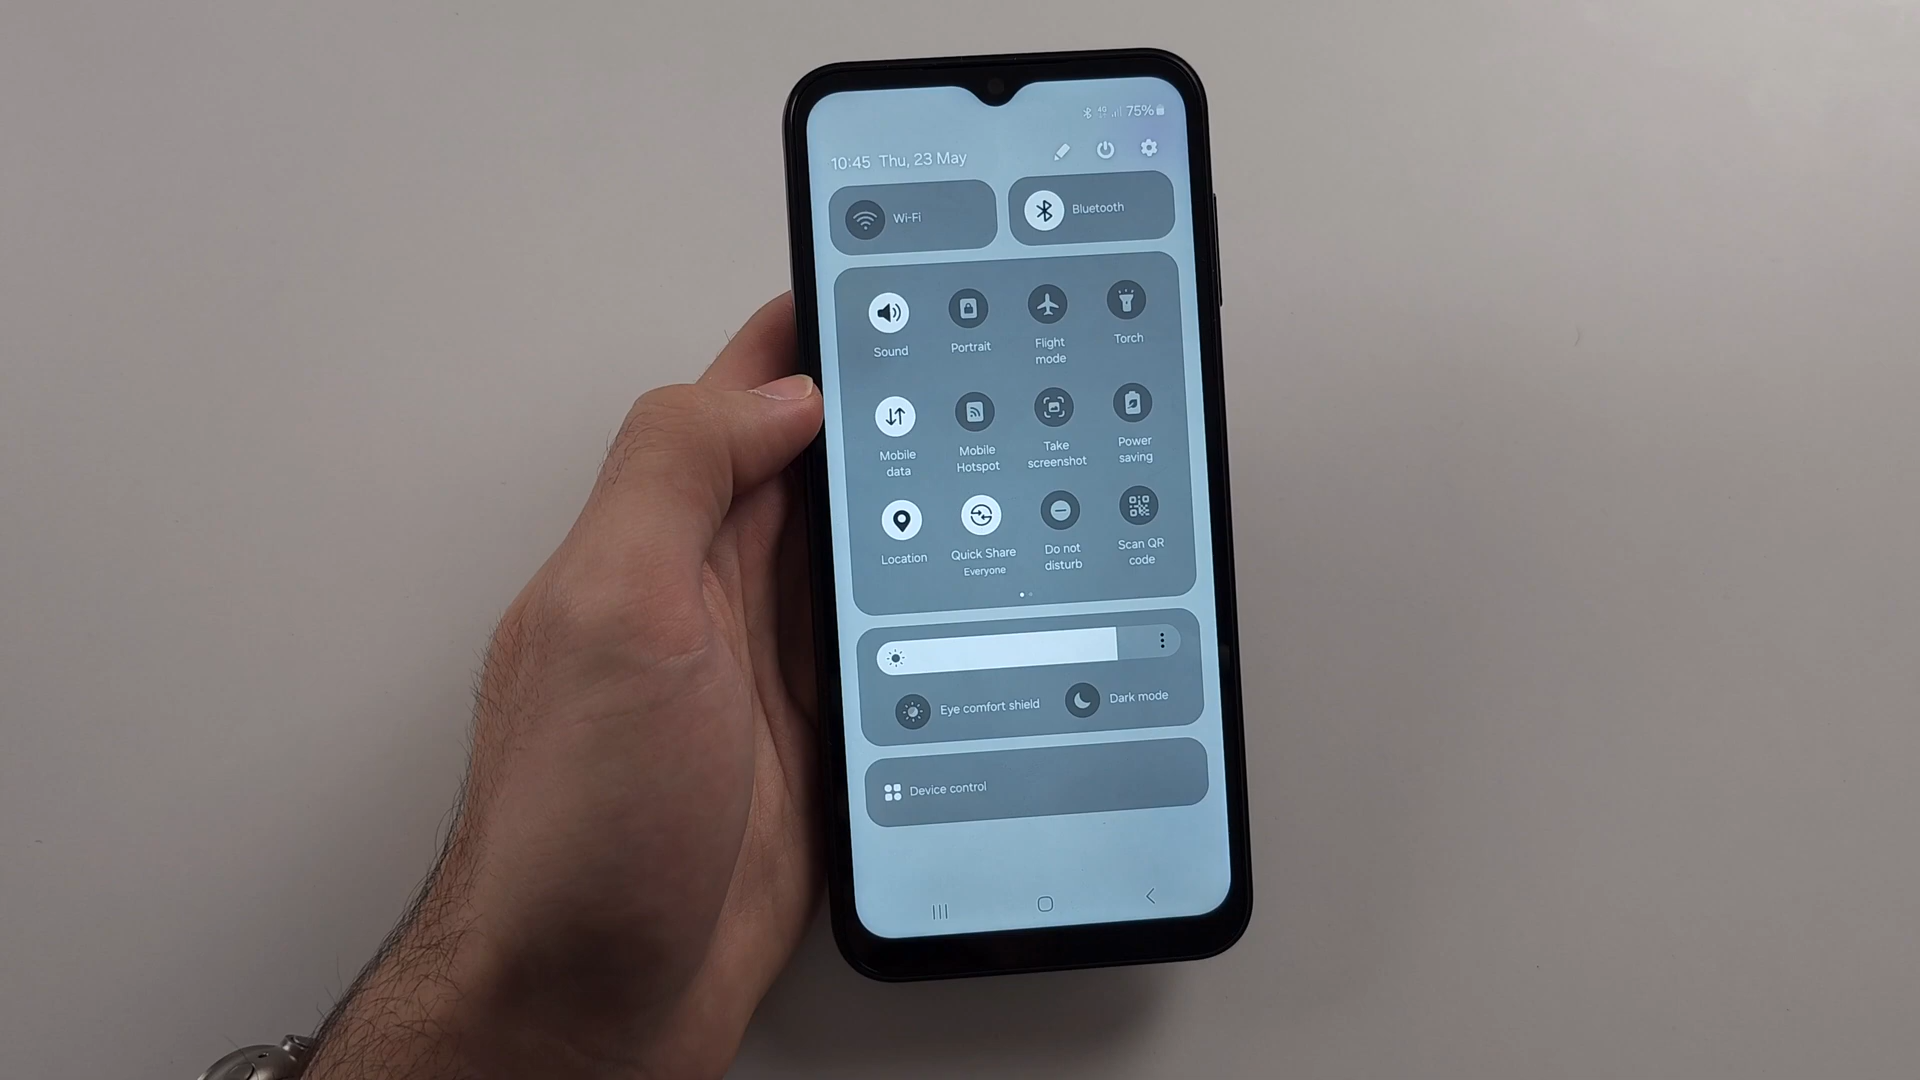 4G 75%
10:45 Thu, 23 May
Wi-Fi
Bluetooth
Sound
Portrait
Flight
mode
Torch
Mobile
data
Mobile
Hotspot
Take
screenshot
Power
saving
Location
Quick Share
Everyone
Do not
disturb
Scan QR
code
Eye comfort shield
Dark mode
Device control